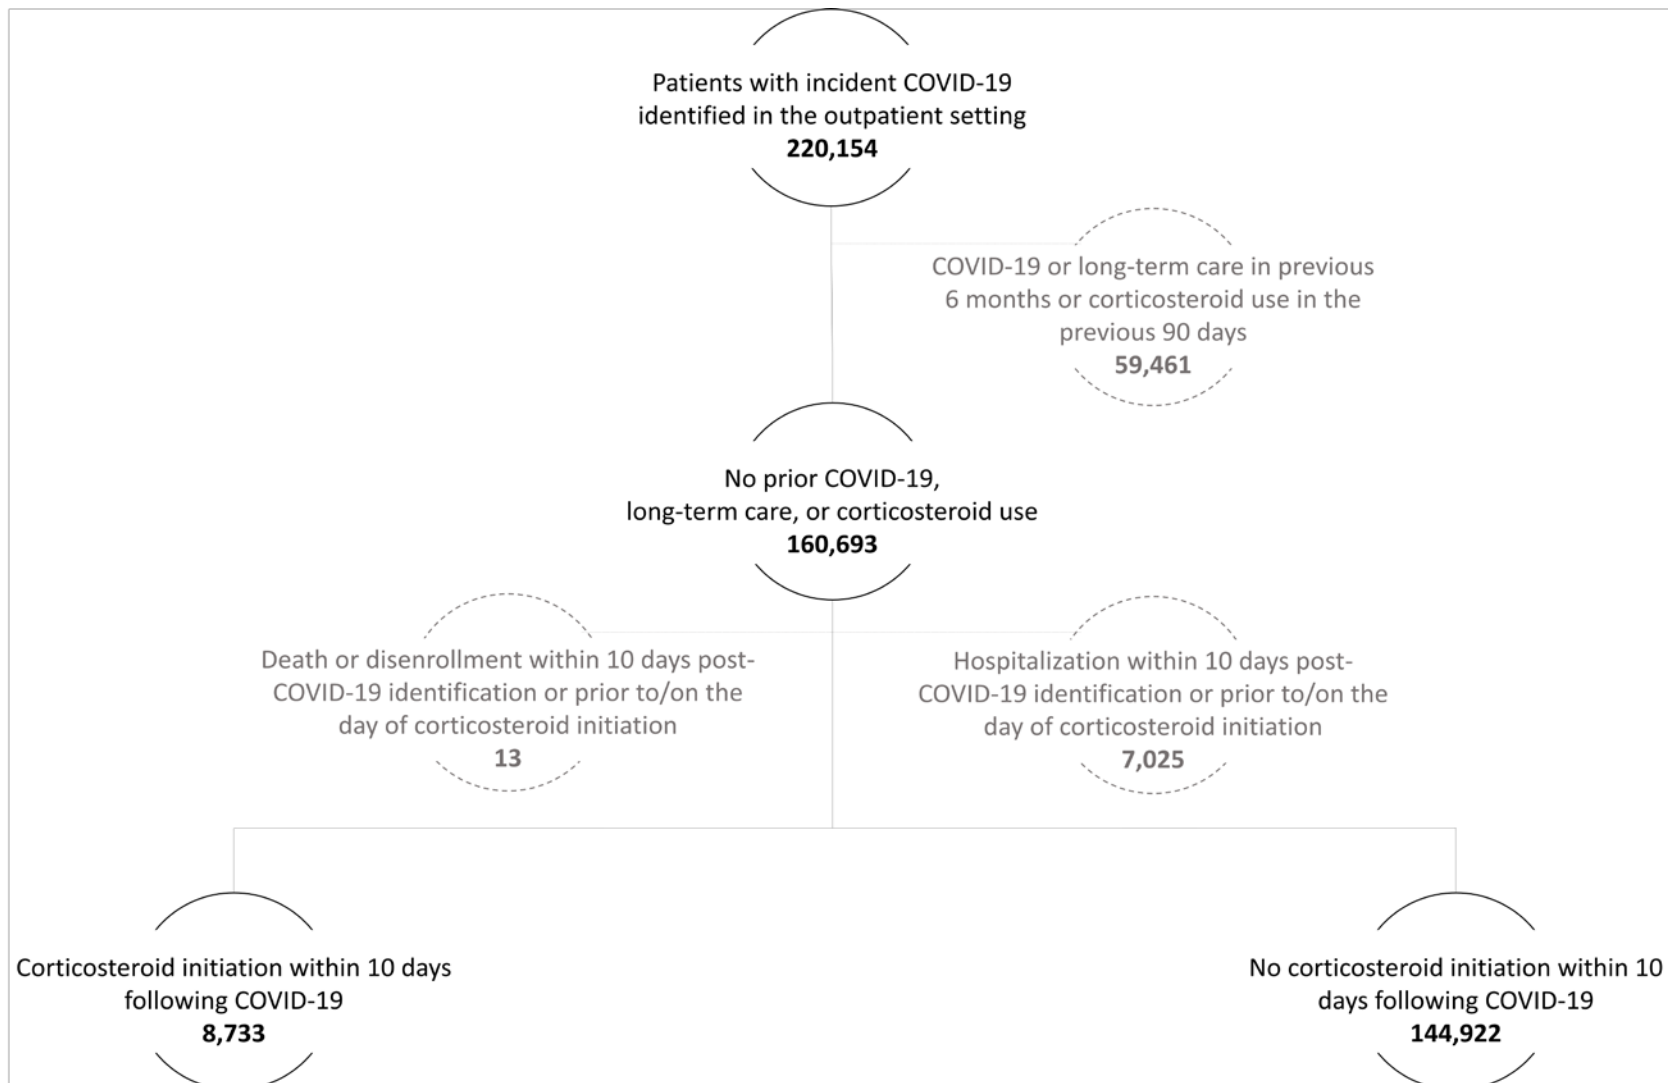 Patients with incident COVID-19
identified in the outpatient setting
220,154
COVID-19 or long-term care in previous
6 months or corticosteroid use in the
previous 90 days
59,461
No prior COVID-19,
long-term care, or corticosteroid use
160,693
Death or disenrollment within 10 days post-
COVID-19 identification or prior to/on the
day of corticosteroid initiation
13
Hospitalization within 10 days post-
COVID-19 identification or prior to/on the
day of corticosteroid initiation
7,025
Corticosteroid initiation within 10 days
following COVID-19
8,733
No corticosteroid initiation within 10
days following COVID-19
144,922